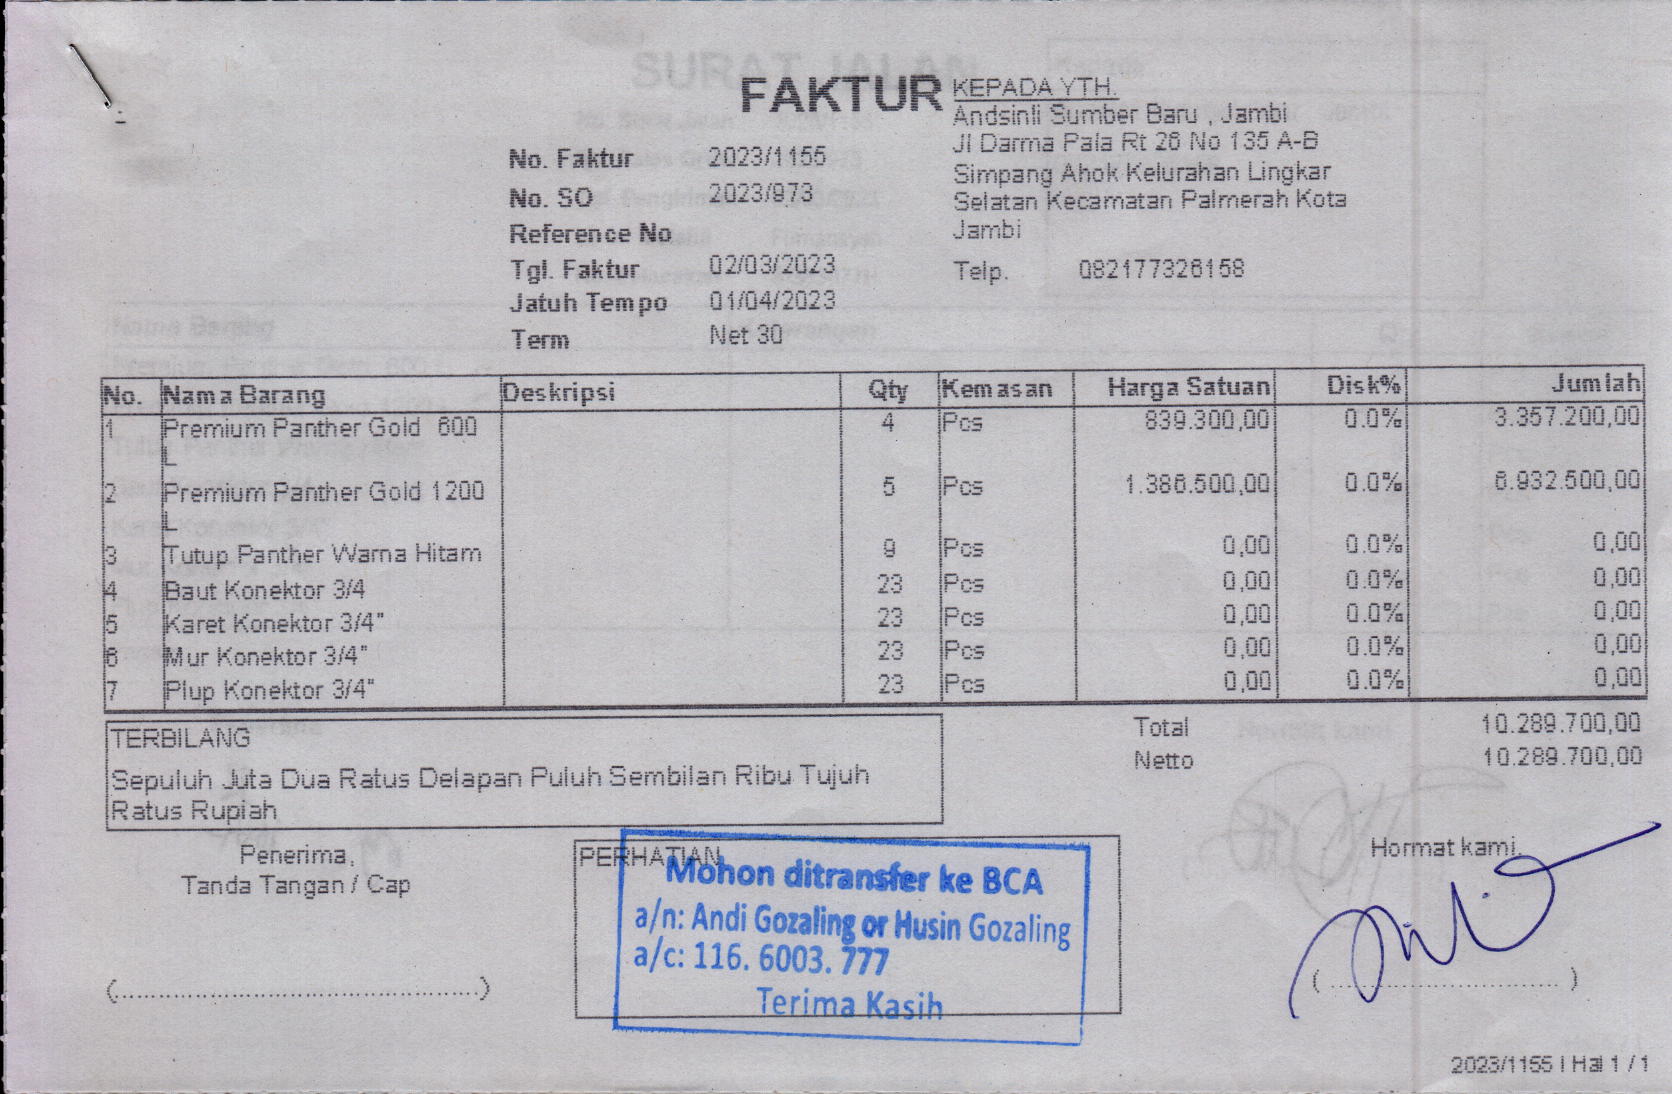 FAKTUR
KEPADA YTH.
Andsinli Sumber Baru , Jambi
Jl Darma Pala Rt 26 No 135 A-B
Simpang Ahok Kelurahan Lingkar
Selatan Kecamatan Palmerah Kota
Jambi
Telp. 082177326158
No. Faktur 2023/1155
No. SO 2023/973
Reference No
Tgl. Faktur 02/03/2023
Jatuh Tempo 01/04/2023
Term Net 30
No. Nama Barang Deskripsi Qty Kemasan Harga Satuan Disk% Jumlah
1 Premium Panther Gold 600 4 Pcs 839.300,00 0.0% 3.357.200,00
L
2 Premium Panther Gold 1200 5 Pcs 1.386.500,00 0.0% 6.932.500,00
L
3 Tutup Panther Warna Hitam 9 Pcs 0,00 0.0% 0,00
4 Baut Konektor 3/4 23 Pcs 0,00 0.0% 0,00
5 Karet Konektor 3/4" 23 Pcs 0,00 0.0% 0,00
6 Mur Konektor 3/4" 23 Pcs 0,00 0.0% 0,00
7 Plup Konektor 3/4" 23 Pcs 0,00 0.0% 0,00
Total 10.289.700,00
Netto 10.289.700,00
TERBILANG
Sepuluh Juta Dua Ratus Delapan Puluh Sembilan Ribu Tujuh
Ratus Rupiah
Penerima,
Tanda Tangan / Cap
(................................................)
PERHATIAN
Mohon ditransfer ke BCA
a/n: Andi Gozaling or Husin Gozaling
a/c: 116. 6003. 777
Terima Kasih
Hormat kami,
(................................)
2023/1155 | Hal 1 / 1